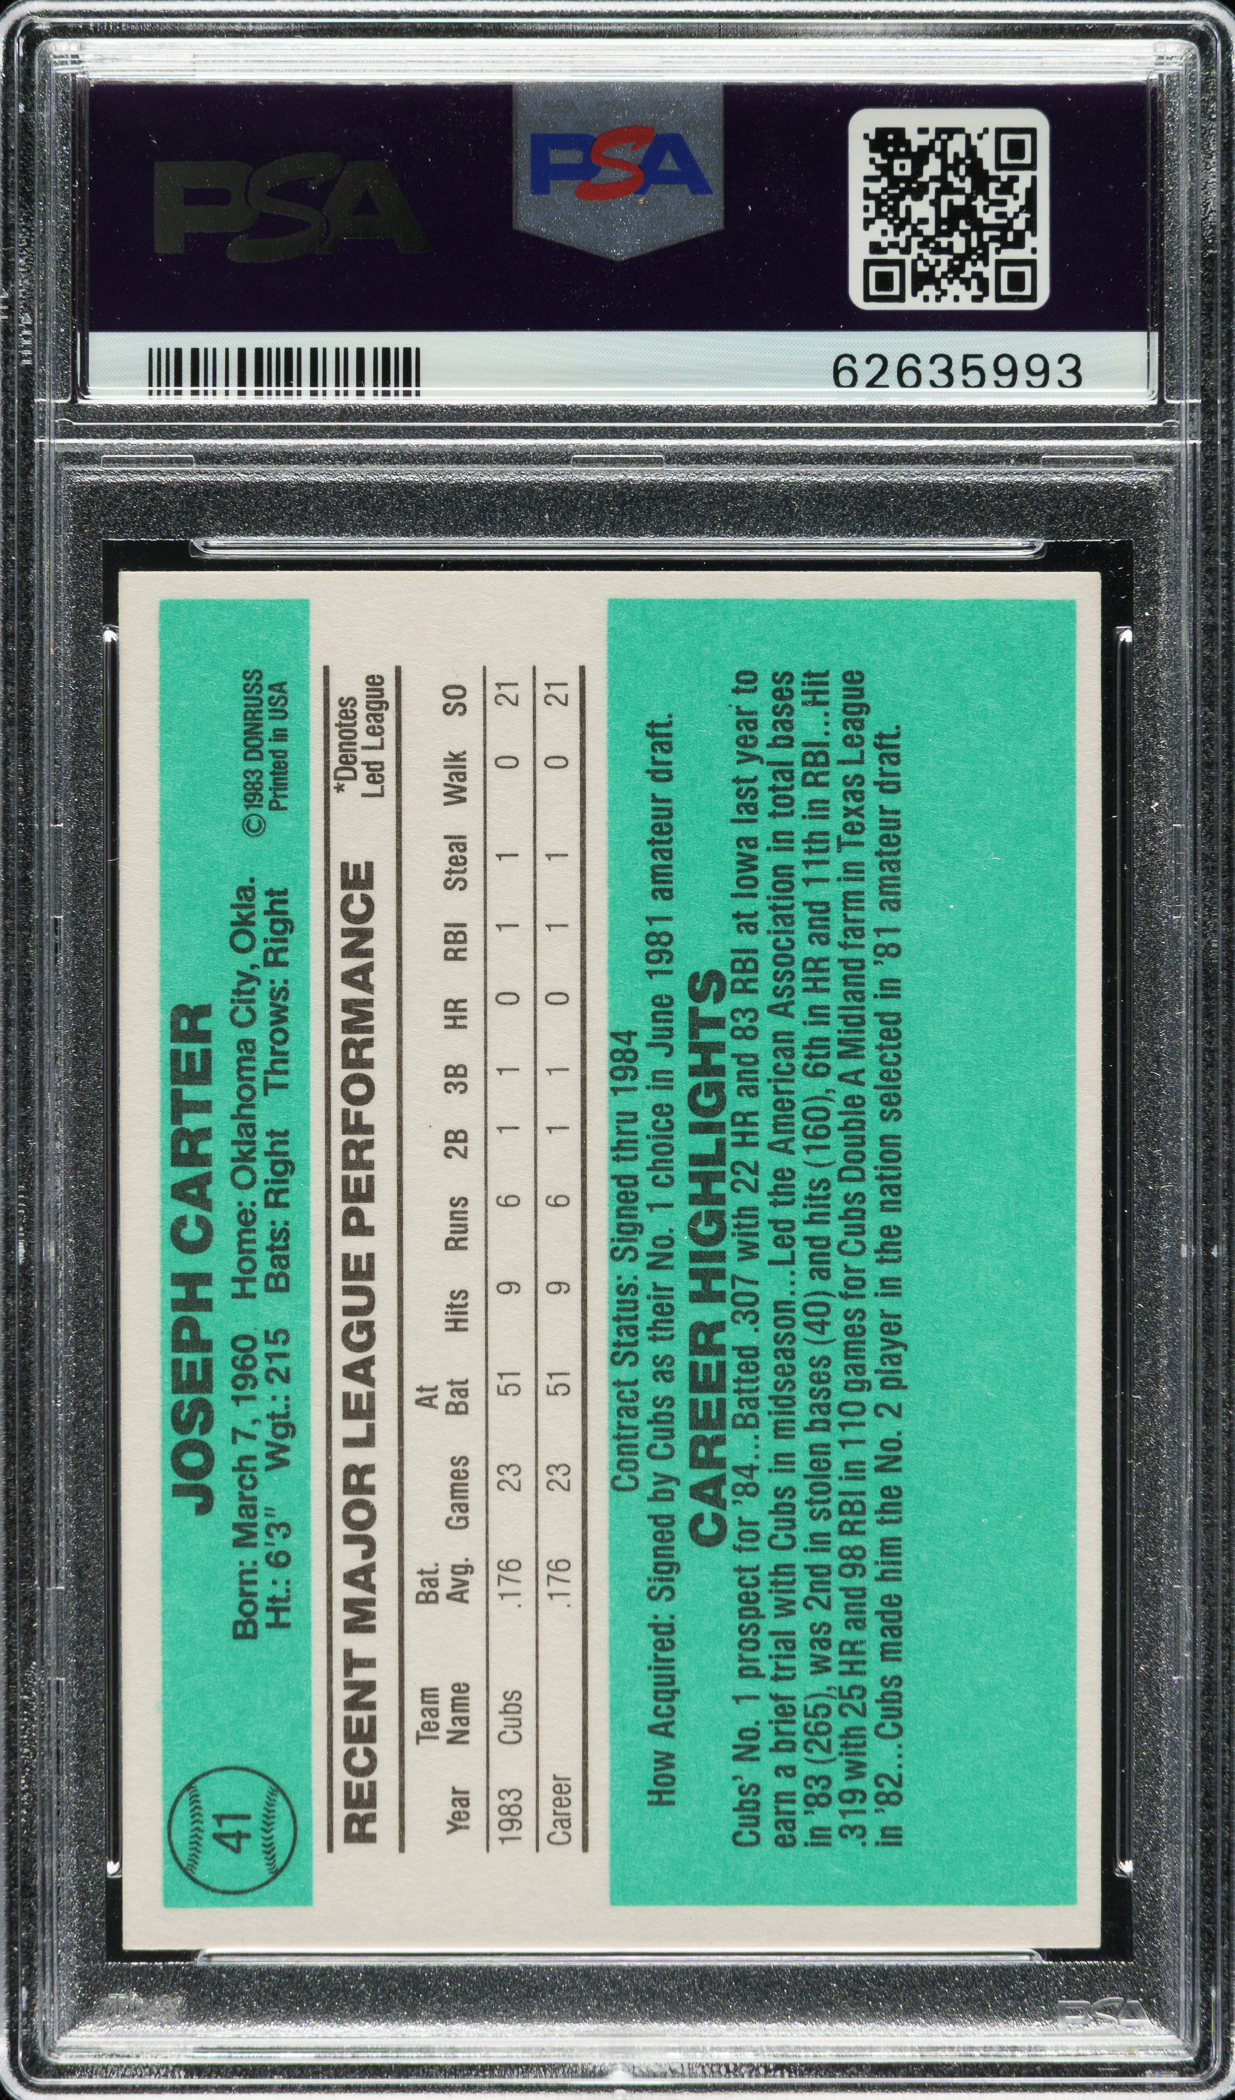 PSA
PSA
62635993
41
JOSEPH CARTER
Born: March 7, 1960 Home: Oklahoma City, Okla. ©1983 DONRUSS
Ht.: 6'3" Wgt.: 215 Bats: Right Throws: Right Printed in USA
RECENT MAJOR LEAGUE PERFORMANCE
*Denotes
Led League
Team Bat. At
Year Name Avg. Games Bat Hits Runs 2B 3B HR RBI Steal Walk SO
1983 Cubs .176 23 51 9 6 1 1 0 1 1 0 21
Career .176 23 51 9 6 1 1 0 1 1 0 21
Contract Status: Signed thru 1984
How Acquired: Signed by Cubs as their No. 1 choice in June 1981 amateur draft.
CAREER HIGHLIGHTS
Cubs' No. 1 prospect for '84...Batted .307 with 22 HR and 83 RBI at Iowa last year to
earn a brief trial with Cubs in midseason...Led the American Association in total bases
in '83 (265), was 2nd in stolen bases (40) and hits (160), 6th in HR and 11th in RBI...Hit
.319 with 25 HR and 98 RBI in 110 games for Cubs Double A Midland farm in Texas League
in '82...Cubs made him the No. 2 player in the nation selected in '81 amateur draft.
PSA